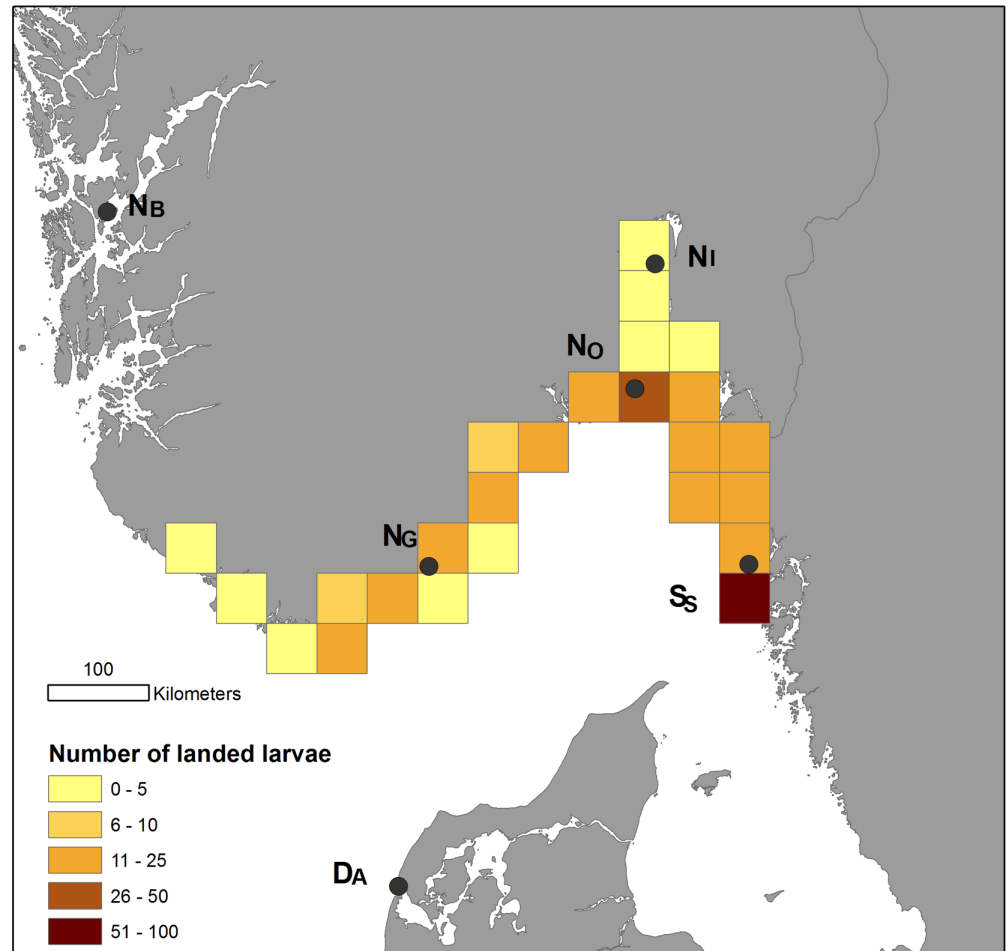 NB
NI
NO
NG
SS
100
Kilometers
Number of landed larvae
0 - 5
6 - 10
11 - 25
26 - 50
51 - 100
DA